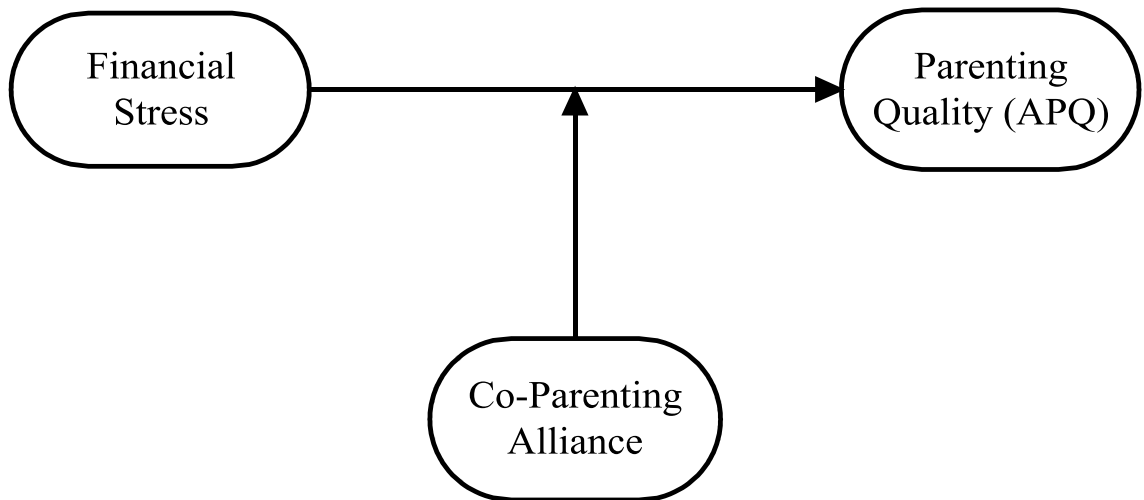 Financial
Stress
Parenting
Quality (APQ)
Co-Parenting
Alliance